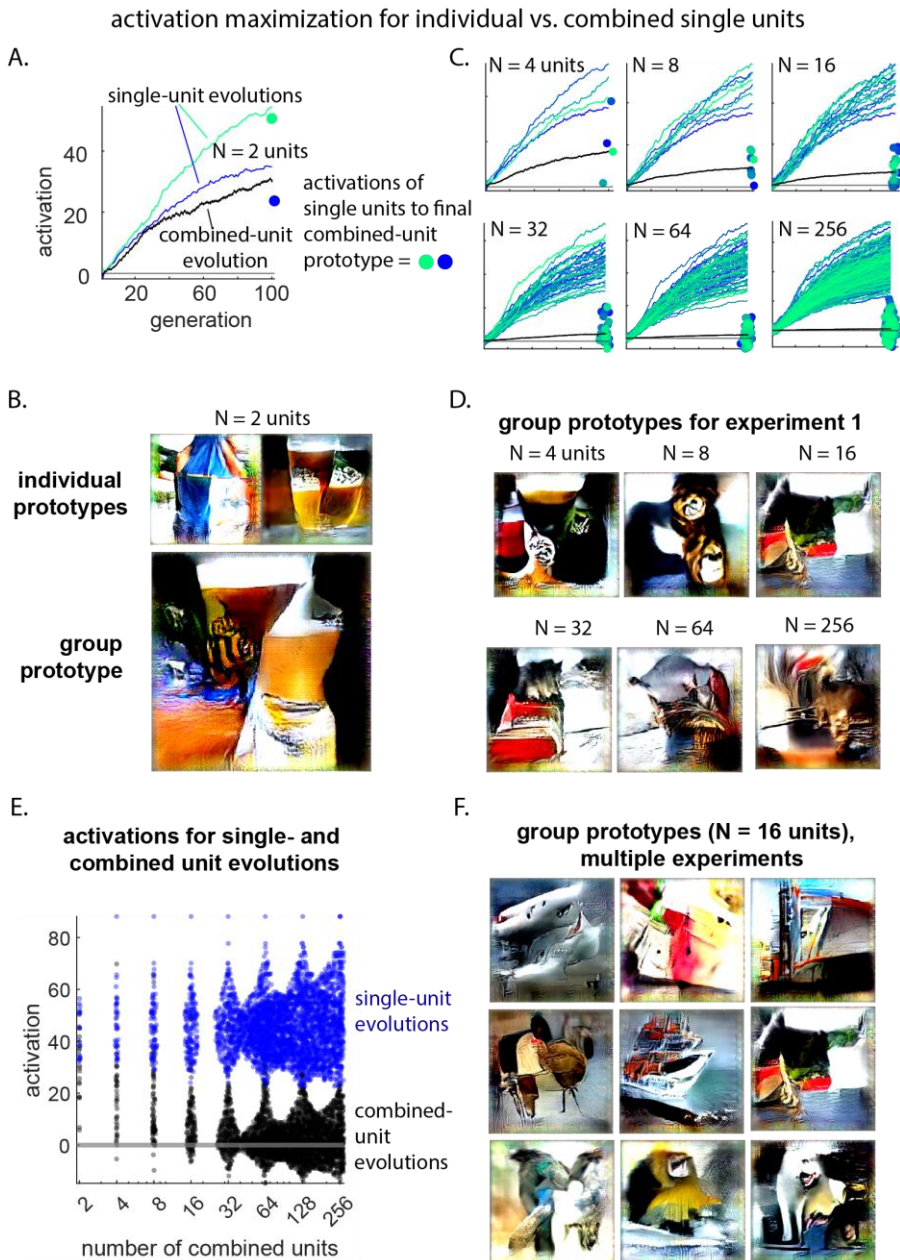 activation maximization for individual vs. combined single units
A.
single-unit evolutions
N = 2 units
combined-unit
evolution
activations of
single units to final
combined-unit
prototype =
activation
40
20
0
20
60
100
generation
C.
N = 4 units
N = 8
N = 16
N = 32
N = 64
N = 256
B.
N = 2 units
individual
prototypes
group
prototype
D.
group prototypes for experiment 1
N = 4 units
N = 8
N = 16
N = 32
N = 64
N = 256
E.
activations for single- and
combined unit evolutions
activation
80
60
40
20
0
single-unit
evolutions
combined-
unit
evolutions
2
4
8
16
32
64
128
256
number of combined units
F.
group prototypes (N = 16 units),
multiple experiments